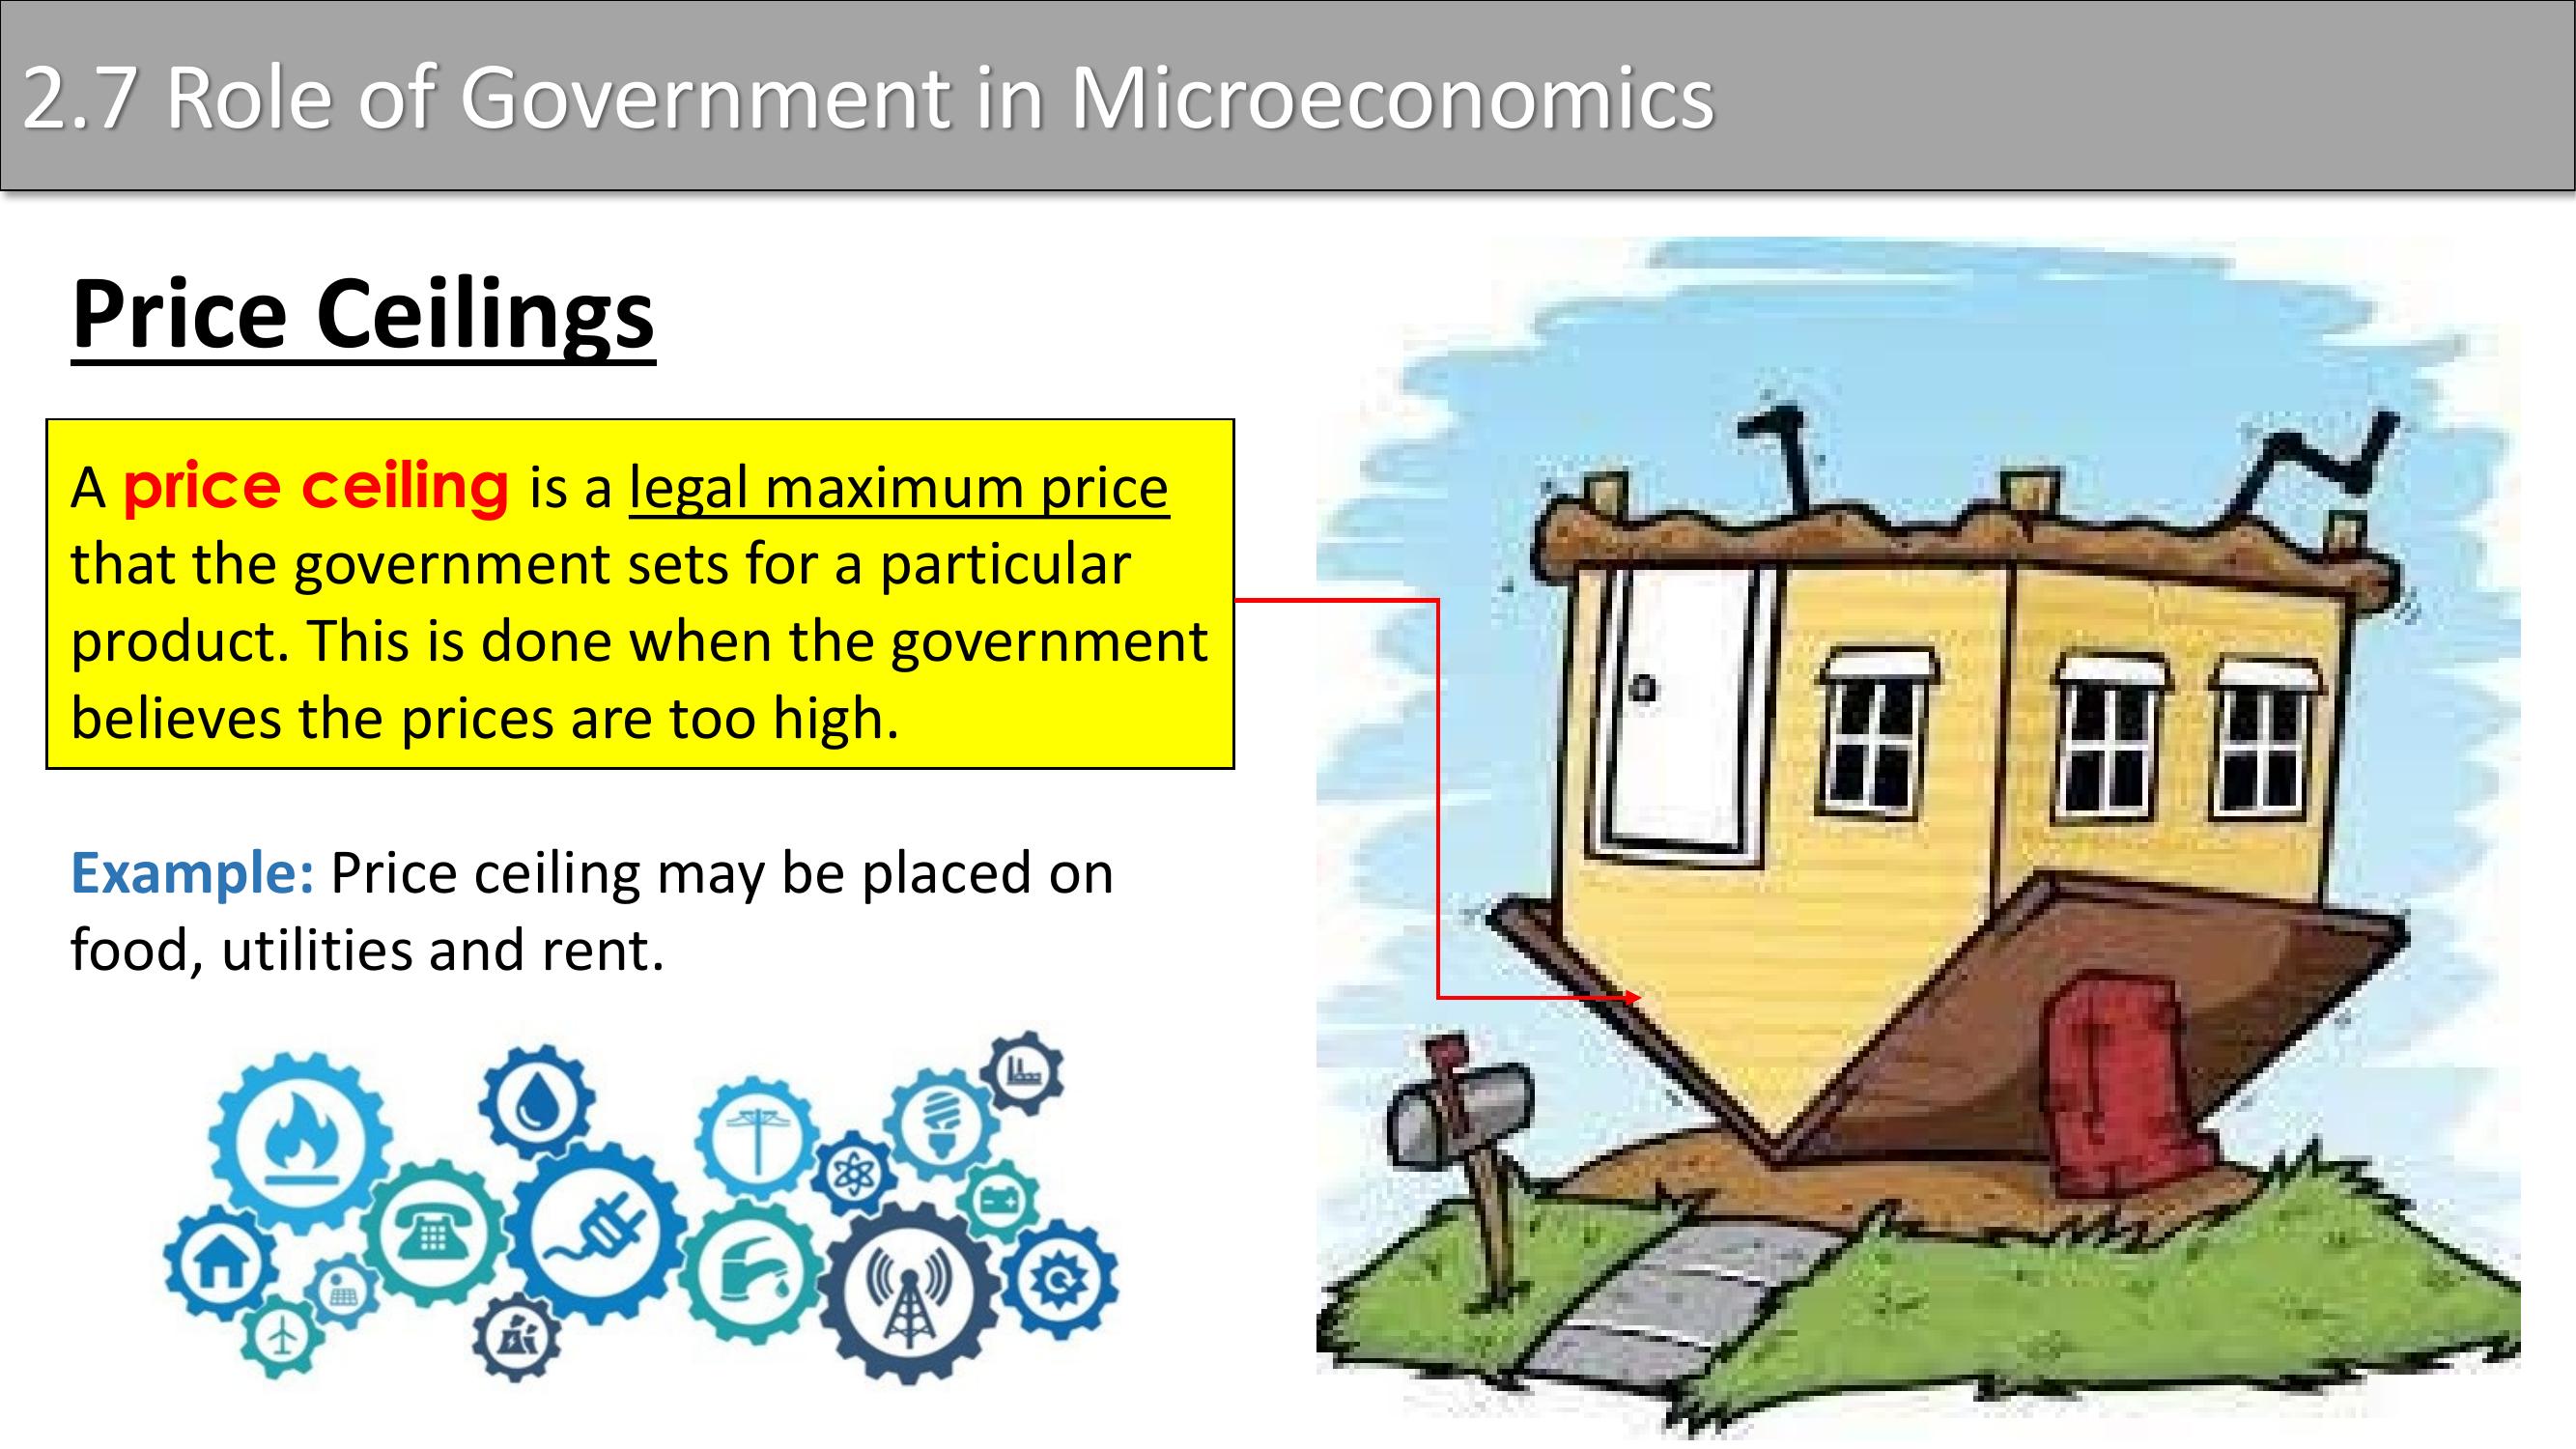 2.7 Role of Government in Microeconomics
Price Ceilings
A price ceiling is a legal maximum price
that the government sets for a particular
product. This is done when the government
believes the prices are too high.
Example: Price ceiling may be placed on
food, utilities and rent.